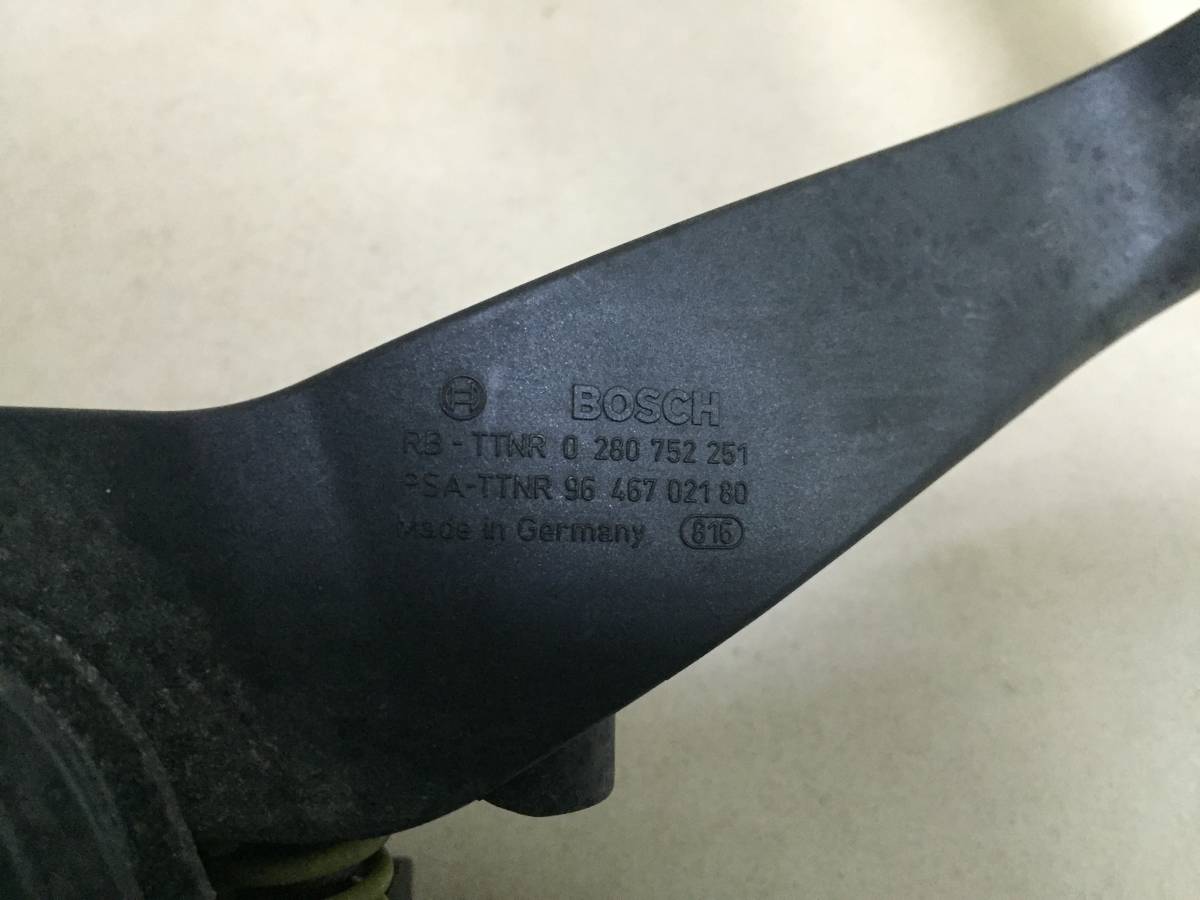 BOSCH
RB - TTNR 0 280 752 251
PSA-TTNR 96 467 021 80
Made in Germany 816